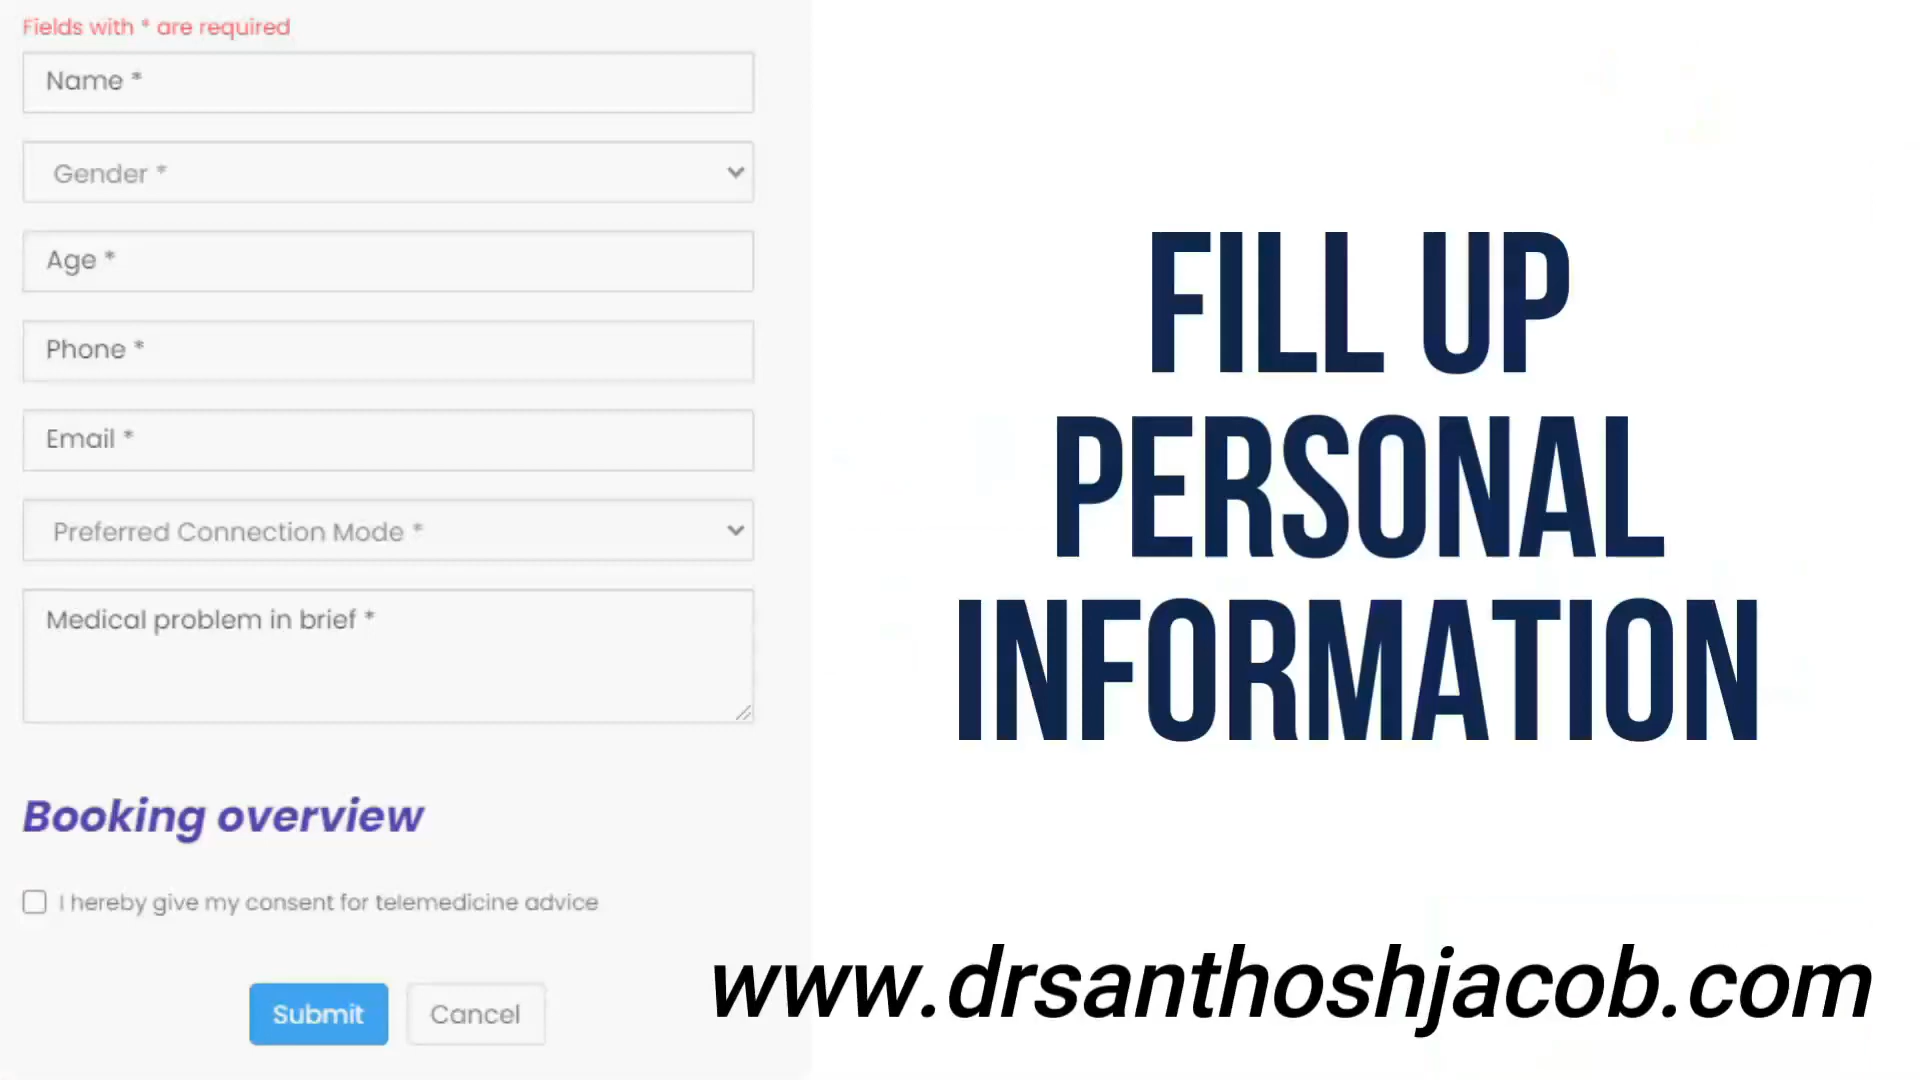 Fields with * are required
Name *
Gender *
Age *
Phone *
Email *
Preferred Connection Mode *
Medical problem in brief *
Booking overview
I hereby give my consent for telemedicine advice
Submit
Cancel
FILL UP
PERSONAL
INFORMATION
www.drsanthoshjacob.com